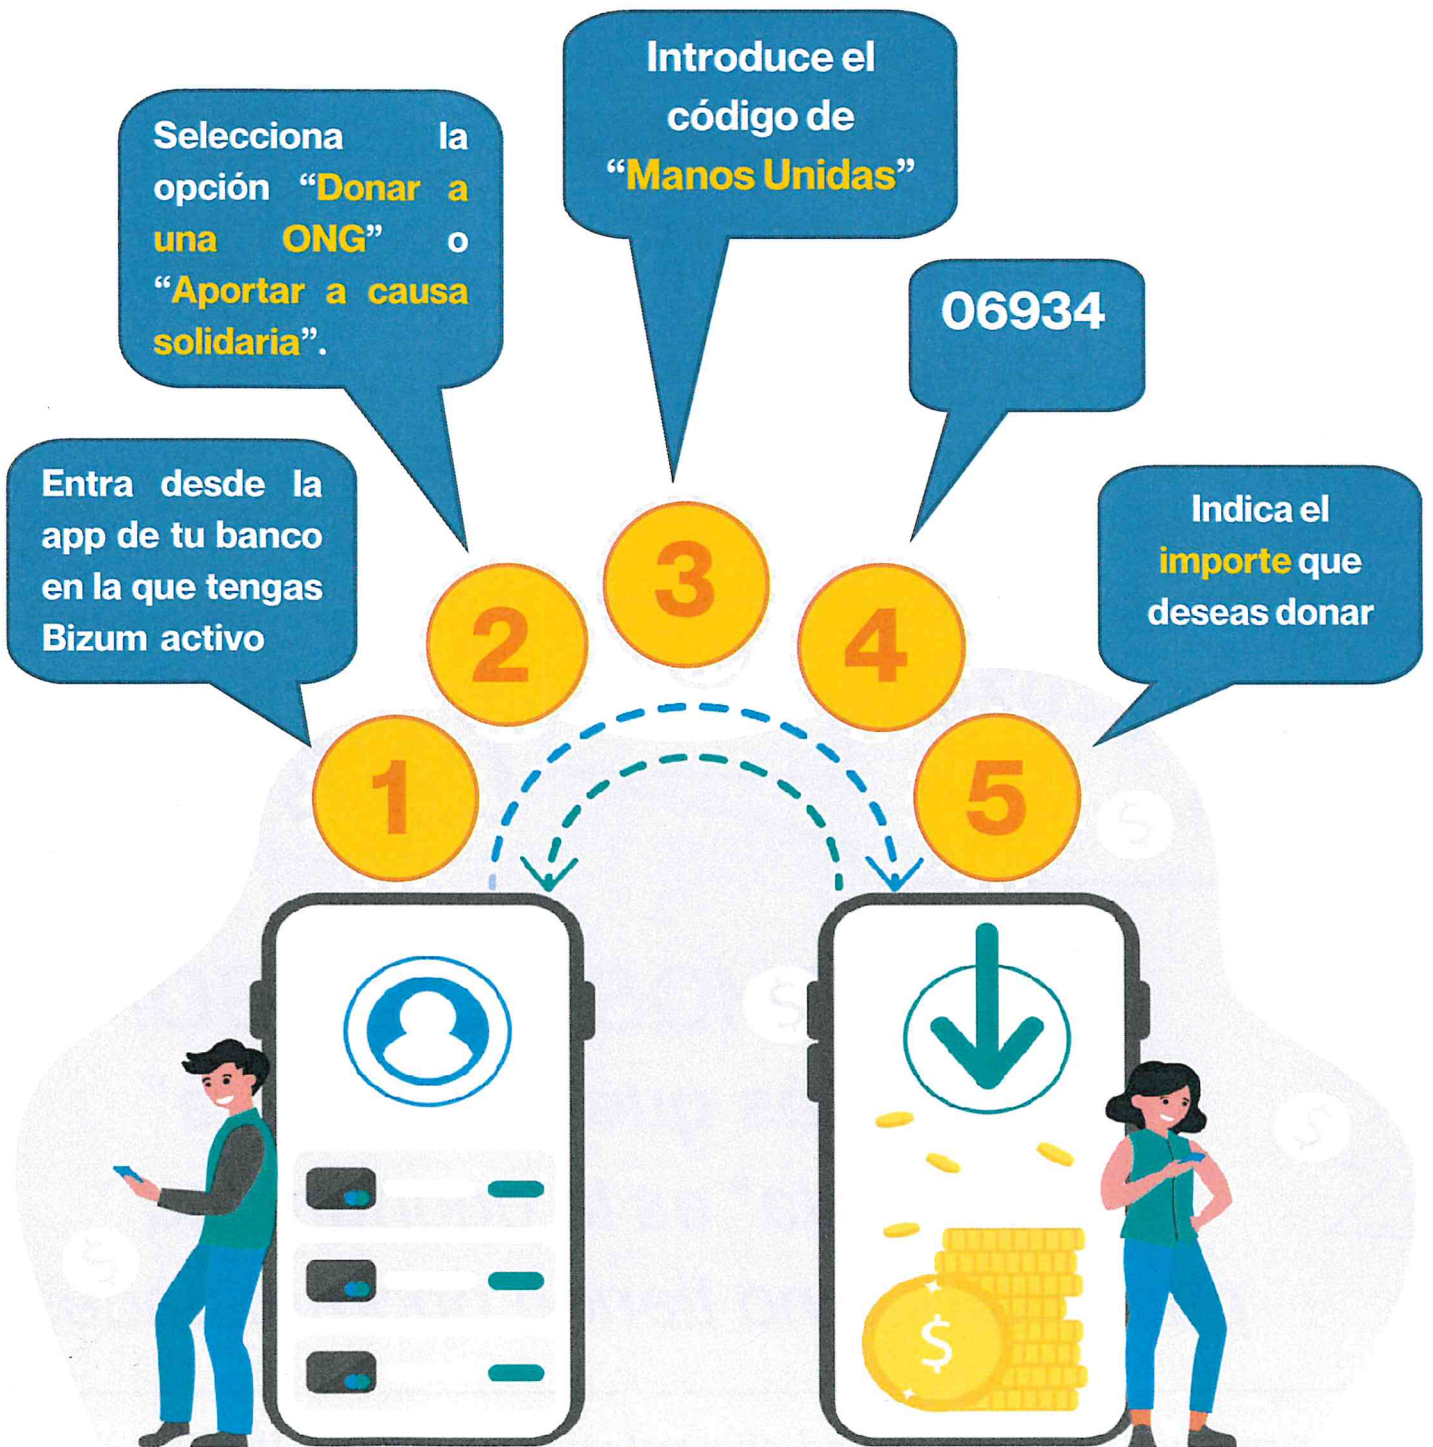 Introduce el
código de
“Manos Unidas”
Selecciona la
opción “Donar a
una ONG” o
“Aportar a causa
solidaria”.
06934
Entra desde la
app de tu banco
en la que tengas
Bizum activo
Indica el
importe que
deseas donar
3
2
4
1
5
$
$
$
$
$